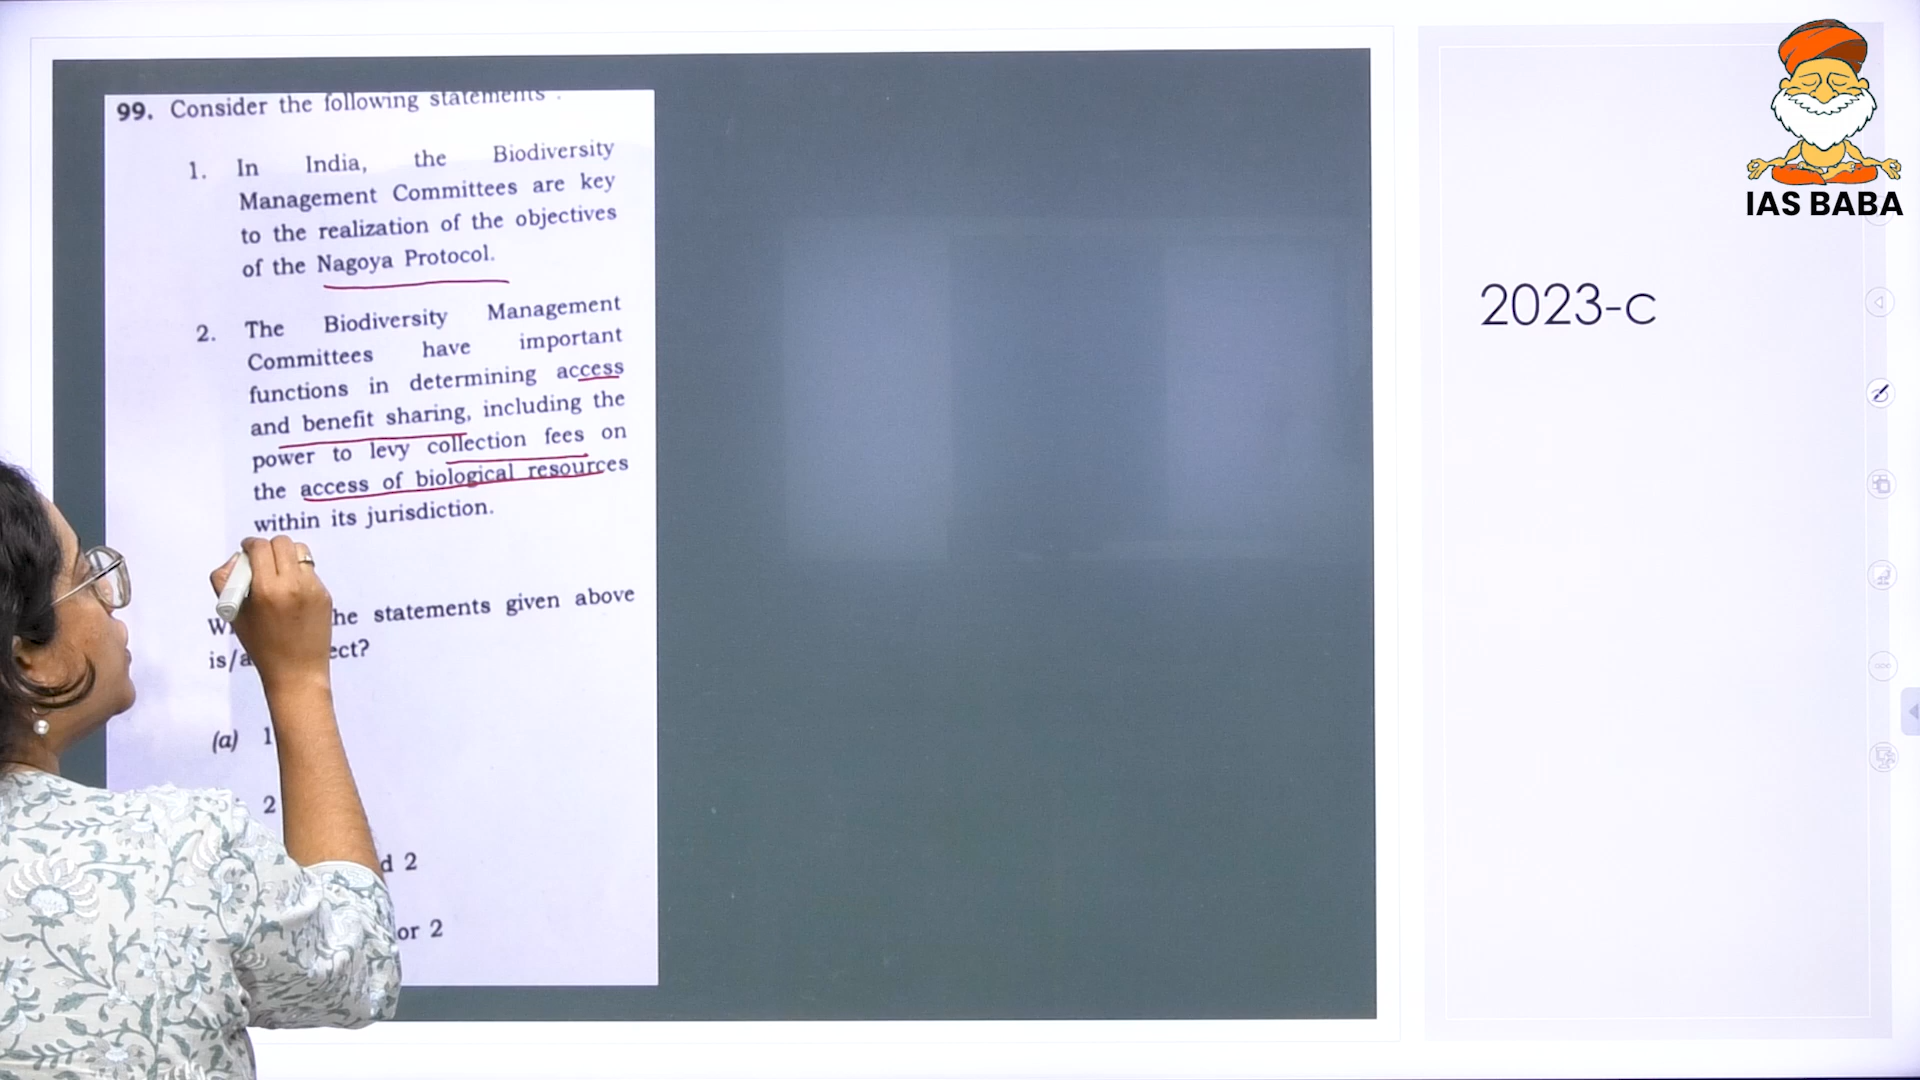 99. Consider the following statements :
1. In India, the Biodiversity
Management Committees are key
to the realization of the objectives
of the Nagoya Protocol.
2. The Biodiversity Management
Committees have important
functions in determining access
and benefit sharing, including the
power to levy collection fees on
the access of biological resources
within its jurisdiction.
statements given above
(a) 1
2
2
or 2
IAS BABA
2023-c